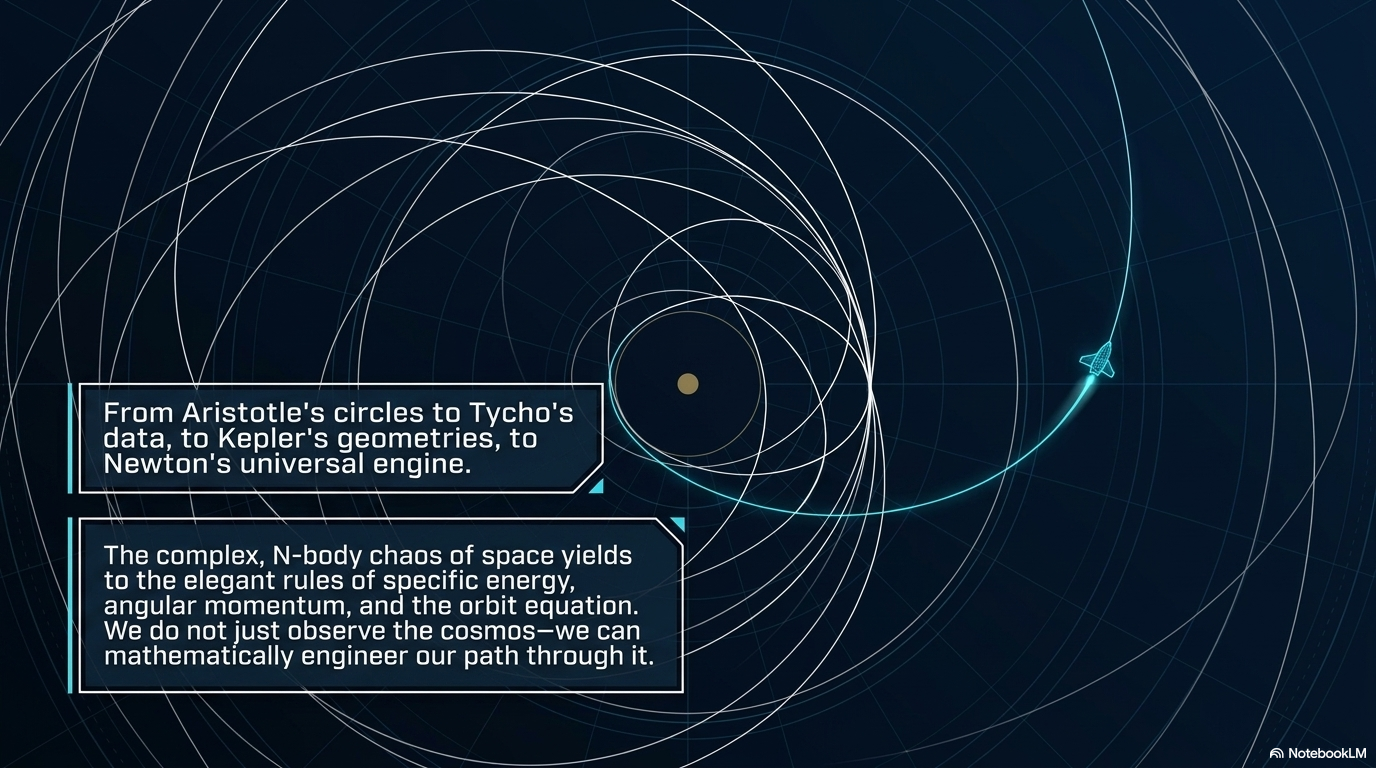 From Aristotle's circles to Tycho's
data, to Kepler's geometries, to
Newton's universal engine.
The complex, N-body chaos of space yields
to the elegant rules of specific energy,
angular momentum, and the orbit equation.
We do not just observe the cosmos—we can
mathematically engineer our path through it.
NotebookLM